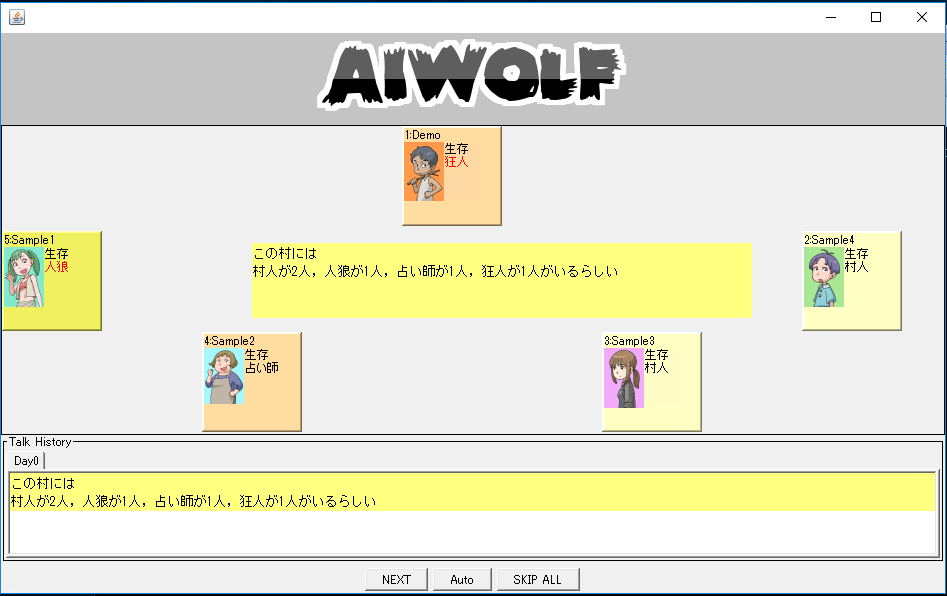 AIWOLF
1:Demo
生存
狂人
5:Sample1
生存
人狼
この村には
村人が2人，人狼が1人，占い師が1人，狂人が1人がいるらしい
2:Sample4
生存
村人
4:Sample2
生存
占い師
3:Sample3
生存
村人
Talk History
Day0
この村には
村人が2人，人狼が1人，占い師が1人，狂人が1人がいるらしい
NEXT
Auto
SKIP ALL